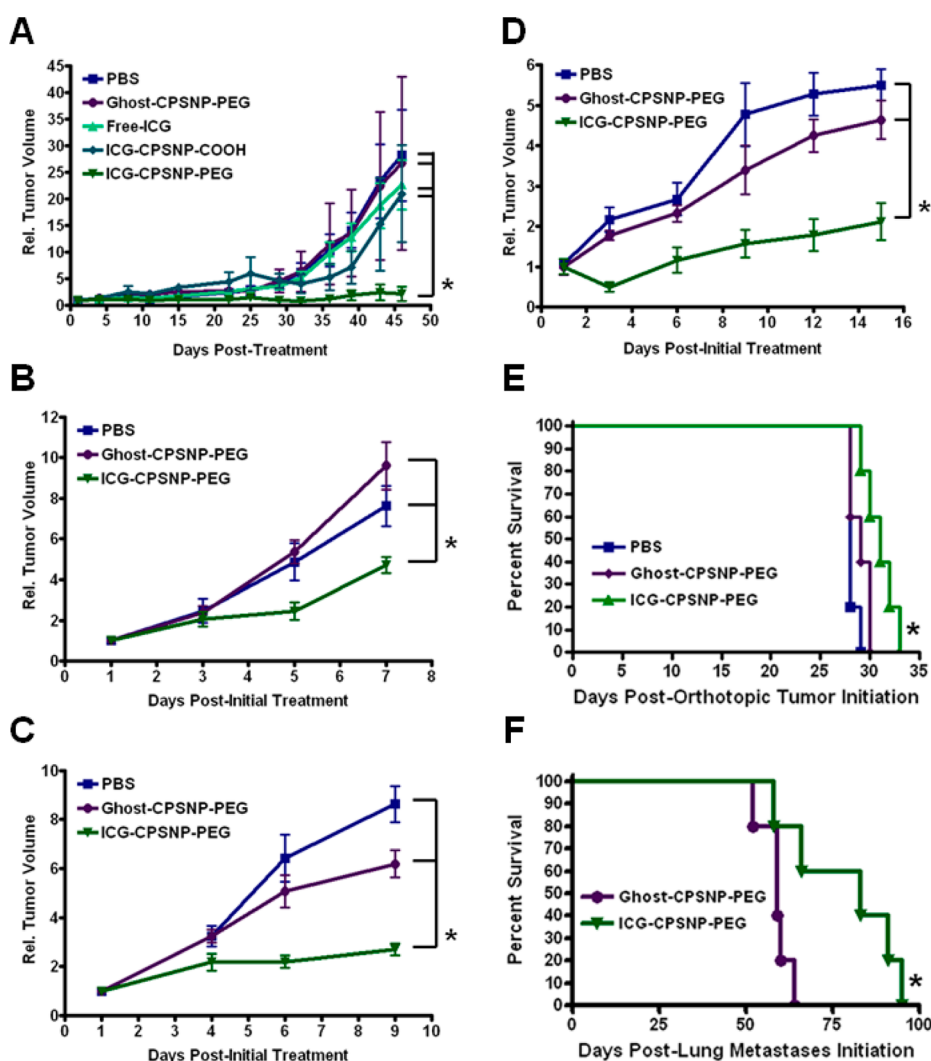 A
Rel. Tumor Volume
45
40
35
30
25
20
15
10
5
0
PBS
Ghost-CPSNP-PEG
Free-ICG
ICG-CPSNP-COOH
ICG-CPSNP-PEG
*
0 5 10 15 20 25 30 35 40 45 50
Days Post-Treatment
B
Rel. Tumor Volume
12
10
8
6
4
2
0
PBS
Ghost-CPSNP-PEG
ICG-CPSNP-PEG
*
0 1 2 3 4 5 6 7 8
Days Post-Initial Treatment
C
Rel. Tumor Volume
10
8
6
4
2
0
PBS
Ghost-CPSNP-PEG
ICG-CPSNP-PEG
*
0 1 2 3 4 5 6 7 8 9 10
Days Post-Initial Treatment
D
Rel. Tumor Volume
6
5
4
3
2
1
0
PBS
Ghost-CPSNP-PEG
ICG-CPSNP-PEG
*
0 2 4 6 8 10 12 14 16
Days Post-Initial Treatment
E
Percent Survival
100
90
80
70
60
50
40
30
20
10
0
PBS
Ghost-CPSNP-PEG
ICG-CPSNP-PEG
*
0 5 10 15 20 25 30 35
Days Post-Orthotopic Tumor Initiation
F
Percent Survival
100
90
80
70
60
50
40
30
20
10
0
Ghost-CPSNP-PEG
ICG-CPSNP-PEG
*
0 25 50 75 100
Days Post-Lung Metastases Initiation